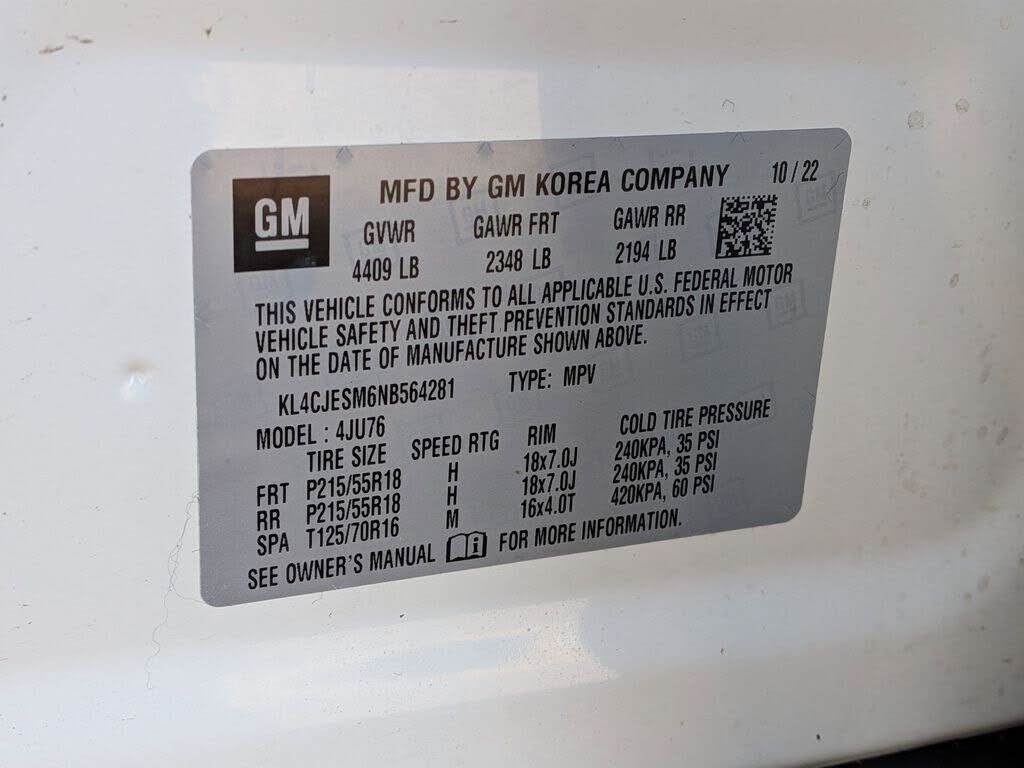 GM
MFD BY GM KOREA COMPANY 10 / 22
GVWR GAWR FRT GAWR RR
4409 LB 2348 LB 2194 LB
THIS VEHICLE CONFORMS TO ALL APPLICABLE U.S. FEDERAL MOTOR
VEHICLE SAFETY AND THEFT PREVENTION STANDARDS IN EFFECT
ON THE DATE OF MANUFACTURE SHOWN ABOVE.
KL4CJESM6NB564281 TYPE: MPV
MODEL : 4JU76
TIRE SIZE SPEED RTG RIM COLD TIRE PRESSURE
FRT P215/55R18 H 18x7.0J 240KPA, 35 PSI
RR P215/55R18 H 18x7.0J 240KPA, 35 PSI
SPA T125/70R16 M 16x4.0T 420KPA, 60 PSI
SEE OWNER'S MANUAL FOR MORE INFORMATION.